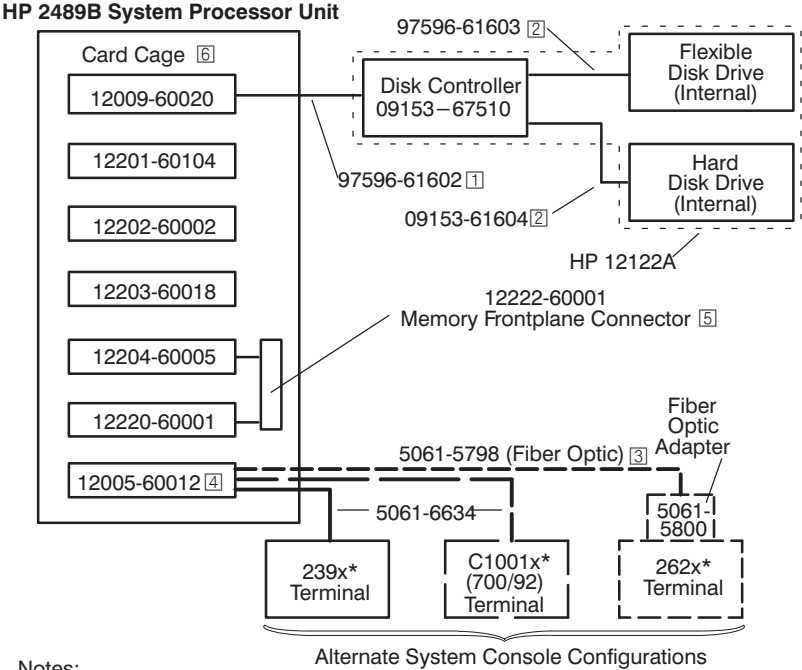 HP 2489B System Processor Unit
97596-61603 2
Card Cage 6
Flexible
Disk Drive
(Internal)
Disk Controller
09153–67510
12009-60020
12201-60104
Hard
Disk Drive
(Internal)
97596-61602 1
09153-61604 2
12202-60002
HP 12122A
12203-60018
12222-60001
Memory Frontplane Connector 5
12204-60005
12220-60001
Fiber
Optic
Adapter
5061-5798 (Fiber Optic) 3
12005-60012 4
5061-6634
5061-
5800
239x*
Terminal
C1001x*
(700/92)
Terminal
262x*
Terminal
Alternate System Console Configurations
Notes: